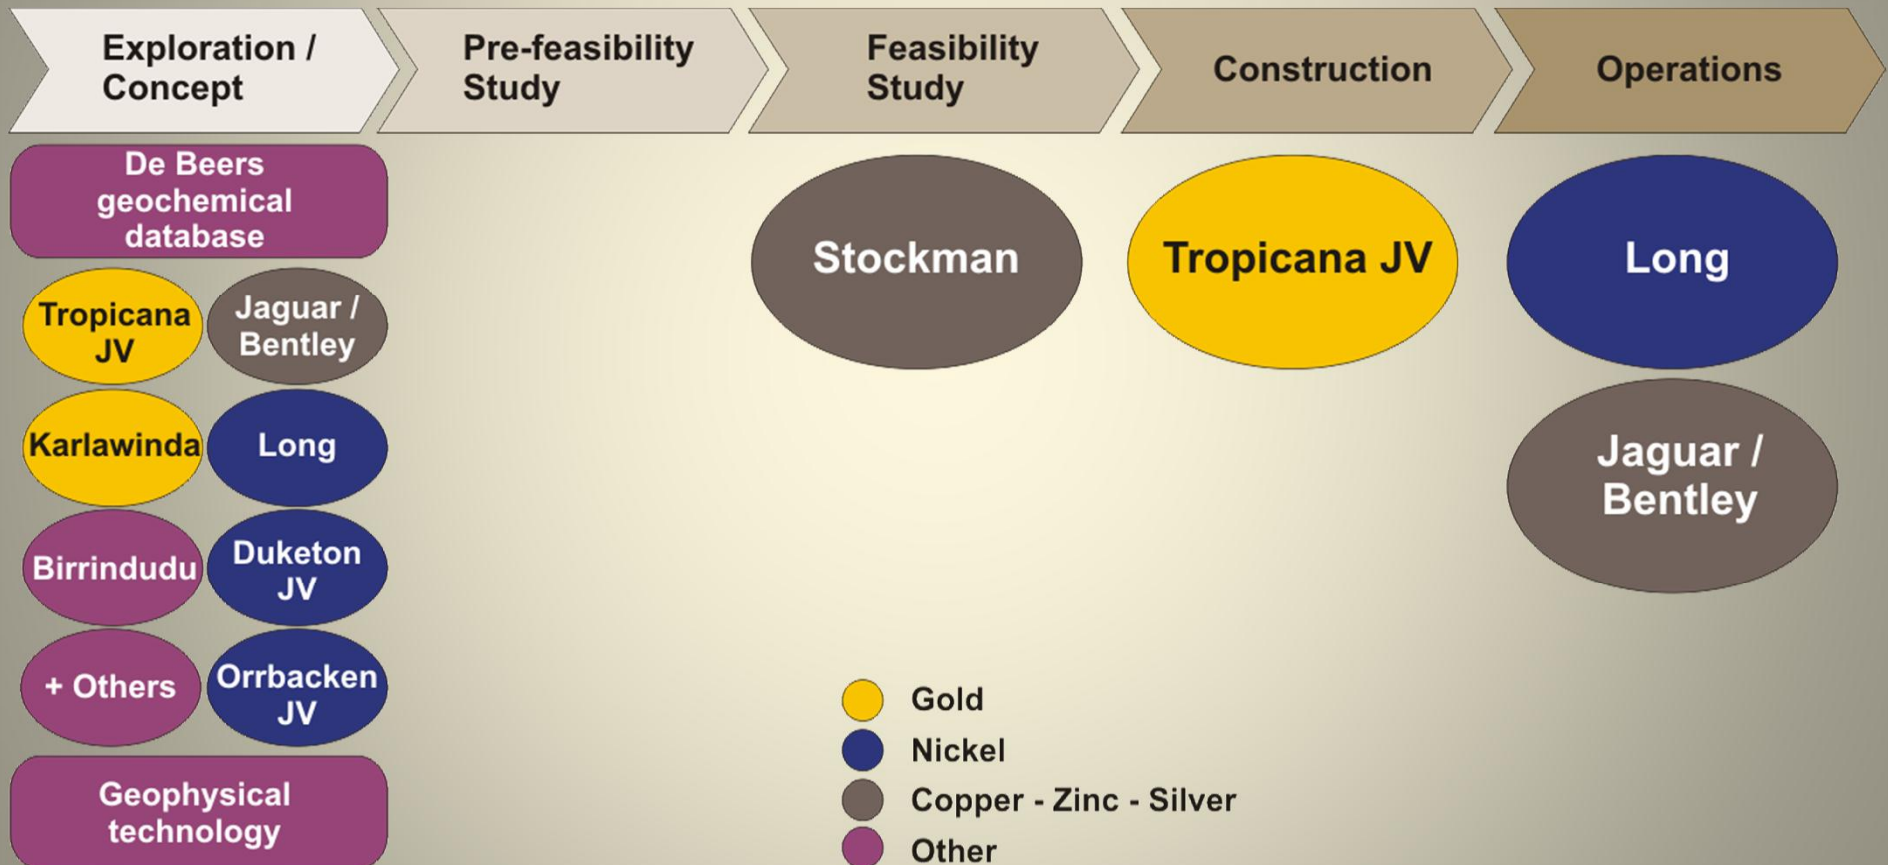 Exploration /
Concept
Pre-feasibility
Study
Feasibility
Study
Construction
Operations
De Beers
geochemical
database
Tropicana
JV
Jaguar /
Bentley
Karlawinda
Long
Birrindudu
Duketon
JV
+ Others
Orrbacken
JV
Geophysical
technology
Stockman
Tropicana JV
Long
Jaguar /
Bentley
Gold
Nickel
Copper - Zinc - Silver
Other